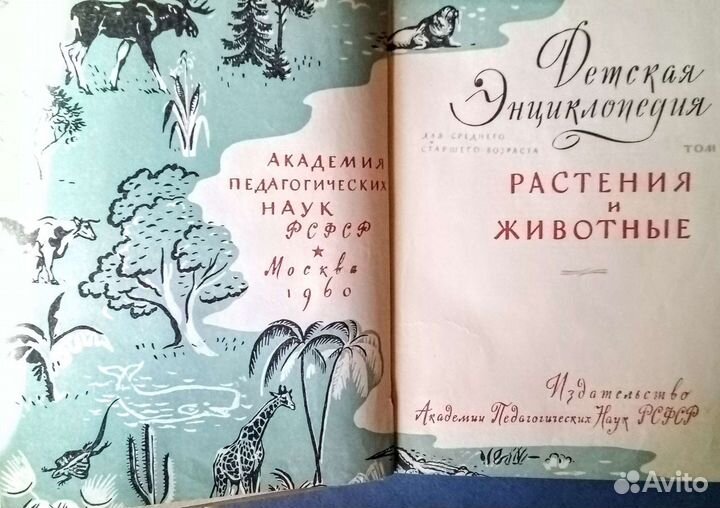 АКАДЕМИЯ
ПЕДАГОГИЧЕСКИХ
НАУК
РСФСР
Москва
1960
Детская
Энциклопедия
ДЛЯ СРЕДНЕГО
СТАРШЕГО ВОЗРАСТА
ТОМ
РАСТЕНИЯ
И
ЖИВОТНЫЕ
Издательство
Академии Педагогических Наук РСФСР
Avito